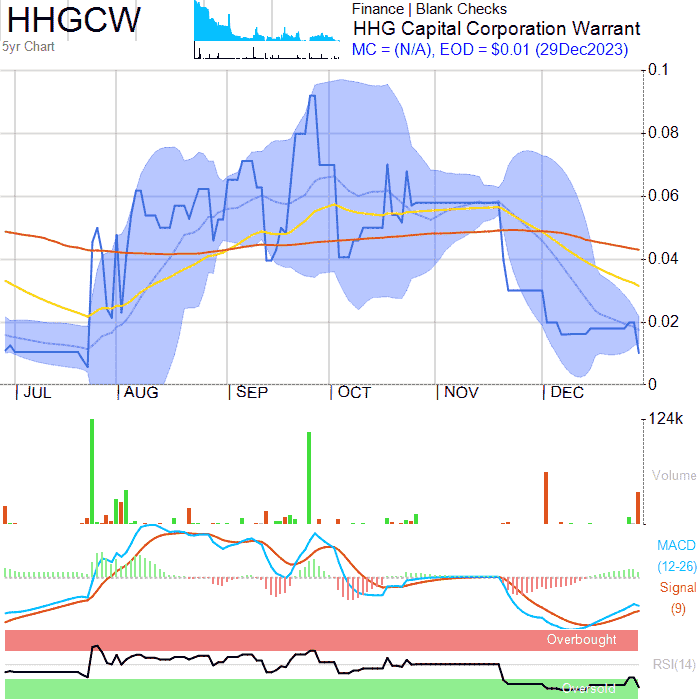 HHGCW
5yr Chart
Finance | Blank Checks
HHG Capital Corporation Warrant
MC = (N/A), EOD = $0.01 (29Dec2023)
0.1
0.08
0.06
0.04
0.02
0
JUL AUG SEP OCT NOV DEC
124k
Volume
MACD
(12-26)
Signal
(9)
Overbought
RSI(14)
Oversold